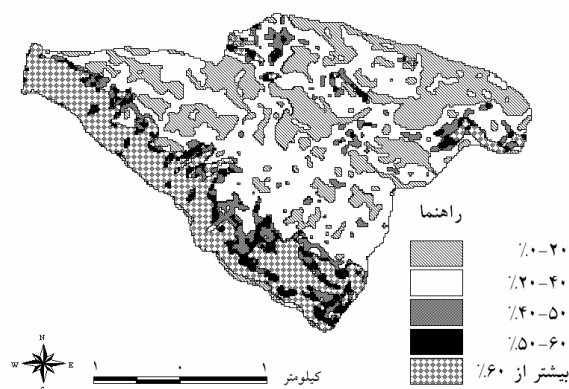 راهنما
٪۰-۲۰
٪۲۰-۴۰
٪۴۰-۵۰
٪۵۰-۶۰
بیشتر از ۶۰٪
N
W E
S
۱ ۰ ۱
کیلومتر